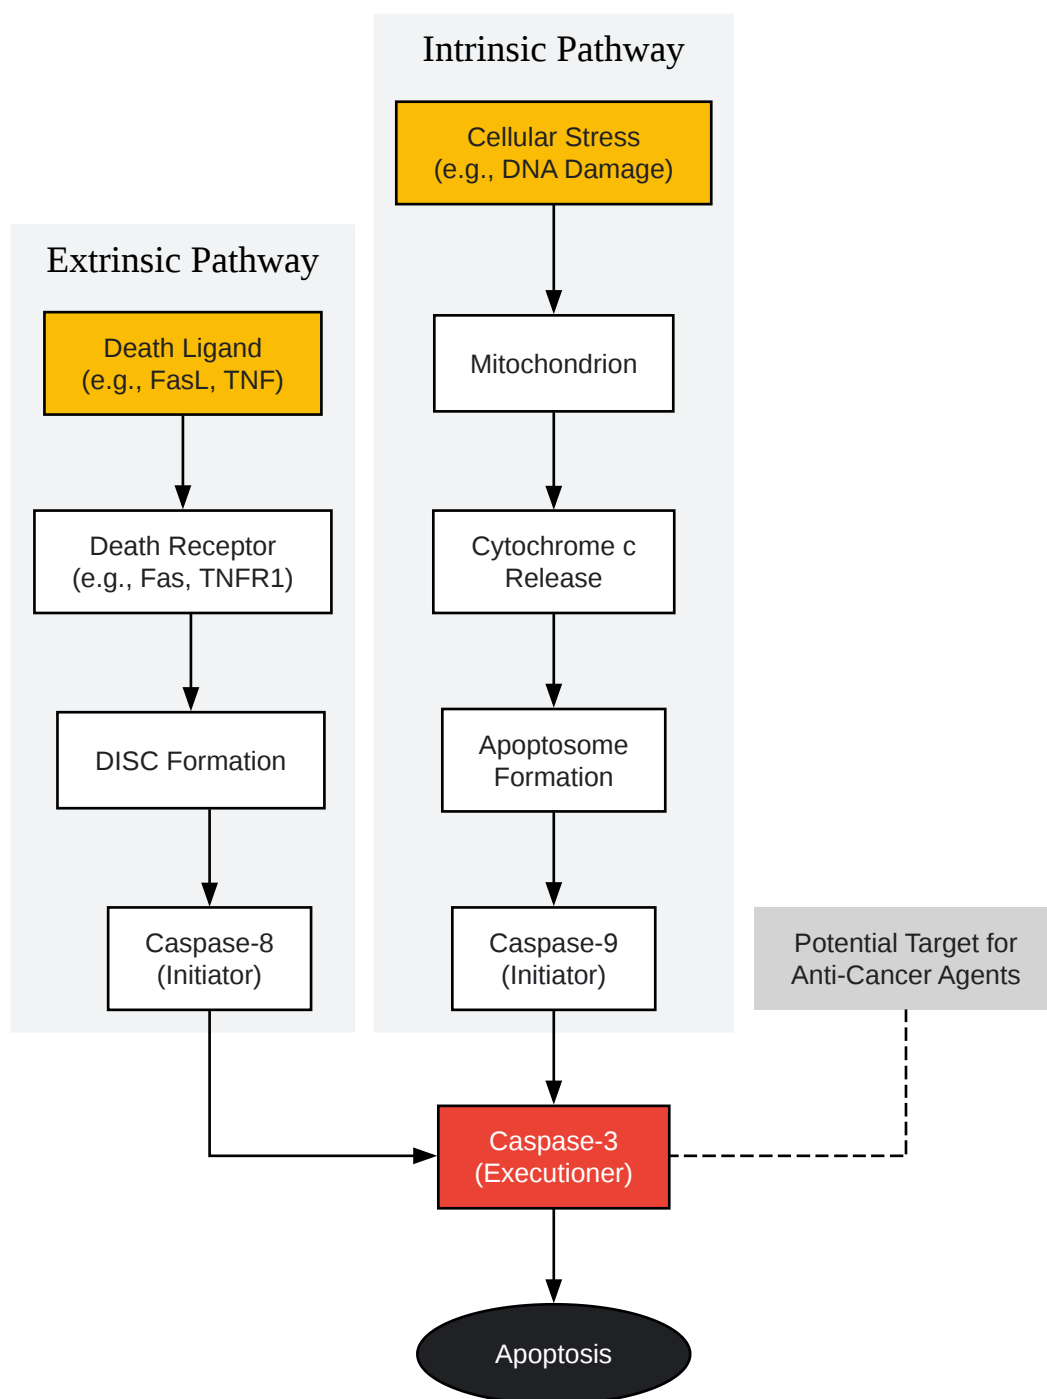 Intrinsic Pathway
Cellular Stress
(e.g., DNA Damage)
Mitochondrion
Cytochrome c
Release
Apoptosome
Formation
Caspase-9
(Initiator)
Extrinsic Pathway
Death Ligand
(e.g., FasL, TNF)
Death Receptor
(e.g., Fas, TNFR1)
DISC Formation
Caspase-8
(Initiator)
Potential Target for
Anti-Cancer Agents
Caspase-3
(Executioner)
Apoptosis